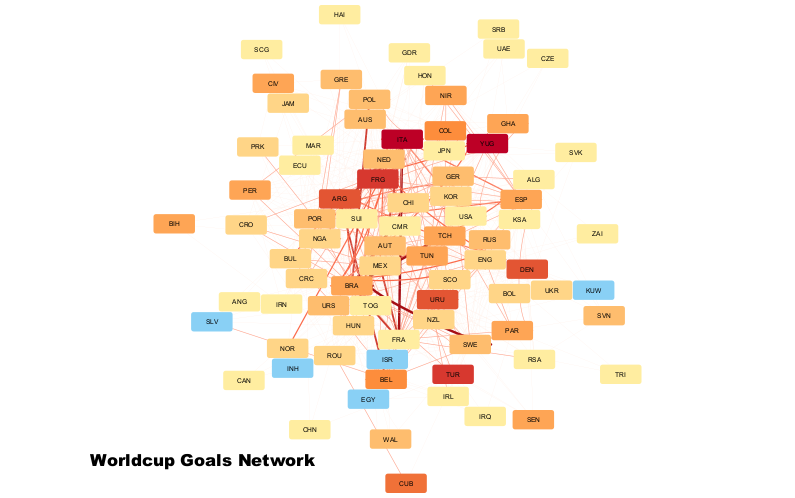 HAI
SRB
SCG
UAE
GDR
CZE
HON
GRE
CIV
NIR
POL
JAM
AUS
GHA
COL
ITA
YUG
MAR
PRK
JPN
SVK
NED
ECU
GER
FRG
ALG
PER
KOR
ARG
ESP
CHI
USA
POR
SUI
KSA
BIH
CRO
CMR
ZAI
TCH
NGA
RUS
AUT
TUN
BUL
ENG
MEX
DEN
CRC
SCO
BRA
UKR
KUW
BOL
URU
ANG
IRN
URS
TOG
SVN
NZL
SLV
HUN
PAR
FRA
SWE
NOR
ROU
ISR
RSA
INH
TUR
TRI
CAN
BEL
IRL
EGY
IRQ
SEN
CHN
WAL
Worldcup Goals Network
CUB